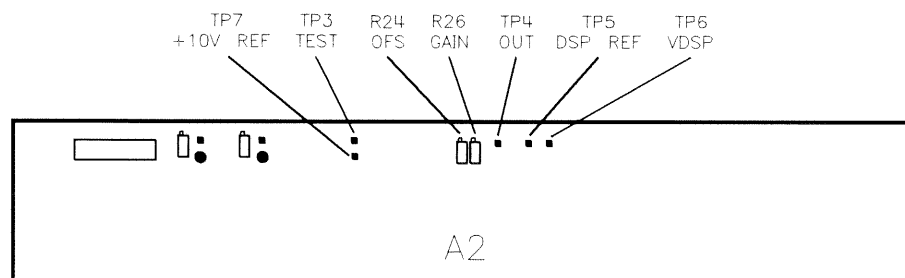 TP7 TP3 R24 R26 TP4 TP5 TP6
+10V REF TEST OFS GAIN OUT DSP REF VDSP
A2